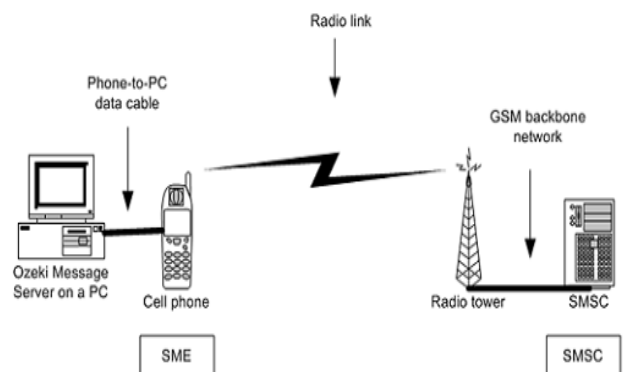 Radio link
Phone-to-PC
data cable
GSM backbone
network
Ozeki Message
Server on a PC
Cell phone
Radio tower
SMSC
SME
SMSC